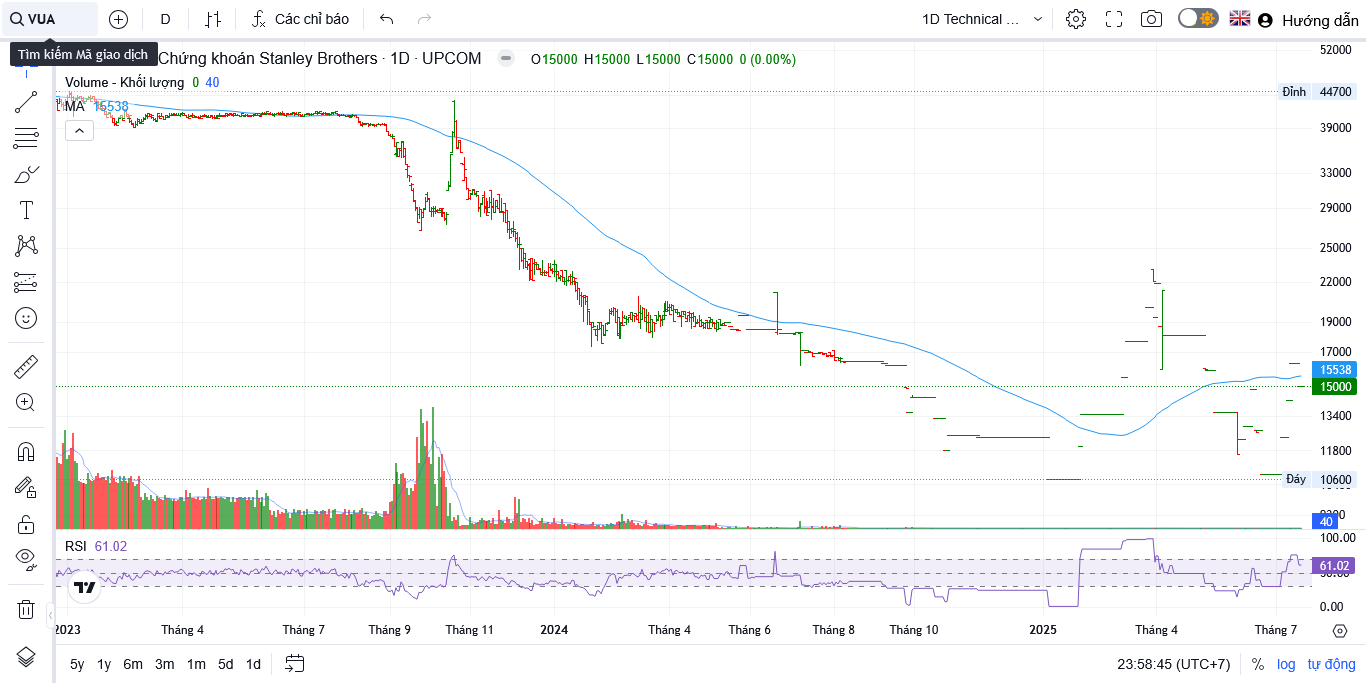 VUA D Các chỉ báo 1D Technical ... Hướng dẫn
Tìm kiếm Mã giao dịch
Chứng khoán Stanley Brothers · 1D · UPCOM O15000 H15000 L15000 C15000 0 (0.00%)
Volume - Khối lượng 0 40
MA 15538
52000
Đỉnh 44700
39000
33000
29000
25000
22000
19000
17000
15538
15000
13400
11800
Đáy 10600
40
RSI 61.02
100.00
61.02
50.00
0.00
2023 Tháng 4 Tháng 7 Tháng 9 Tháng 11 2024 Tháng 4 Tháng 6 Tháng 8 Tháng 10 2025 Tháng 4 Tháng 7
5y 1y 6m 3m 1m 5d 1d 23:58:45 (UTC+7) % log tự động